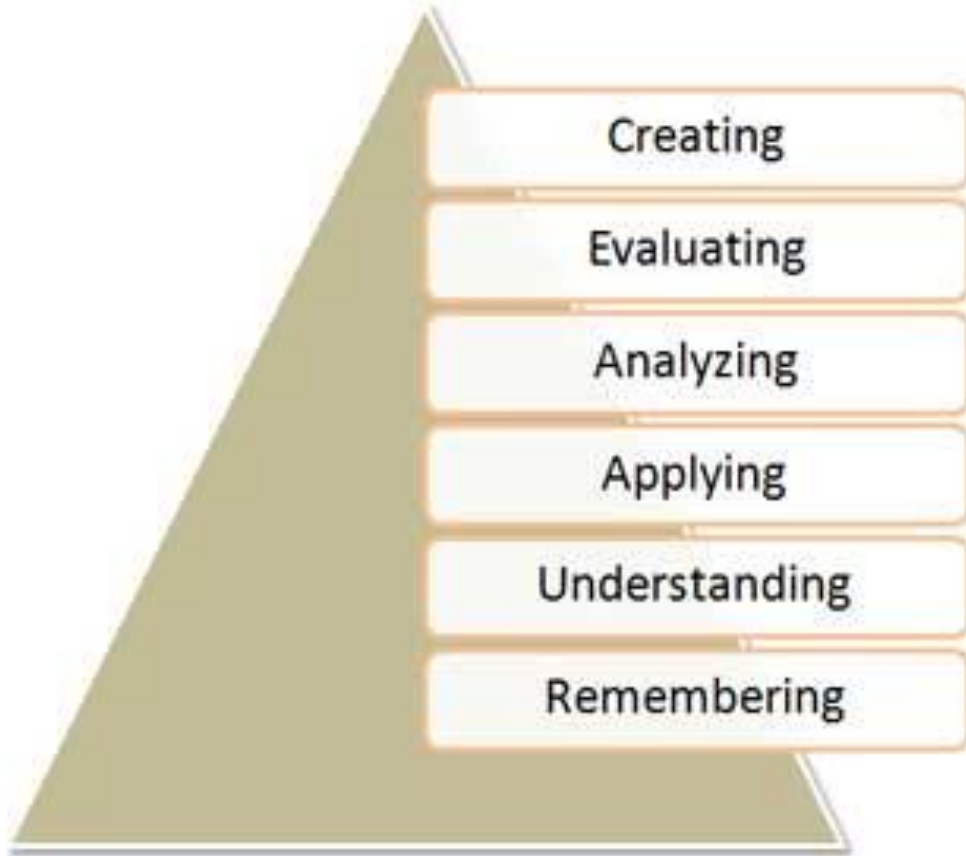 Creating
Evaluating
Analyzing
Applying
Understanding
Remembering